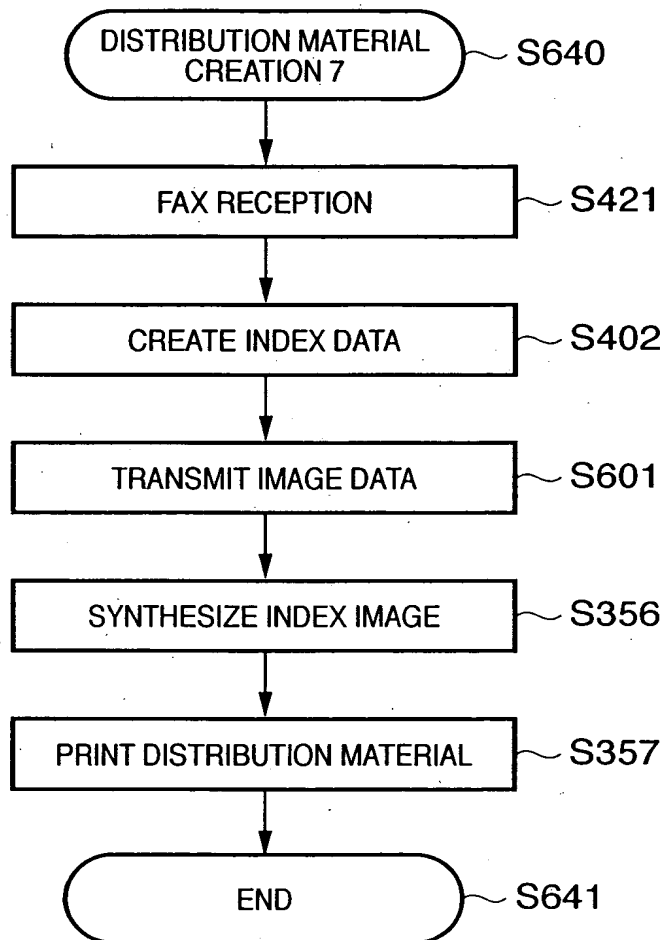 DISTRIBUTION MATERIAL
CREATION 7
S640
FAX RECEPTION
S421
CREATE INDEX DATA
S402
TRANSMIT IMAGE DATA
S601
SYNTHESIZE INDEX IMAGE
S356
PRINT DISTRIBUTION MATERIAL
S357
END
S641